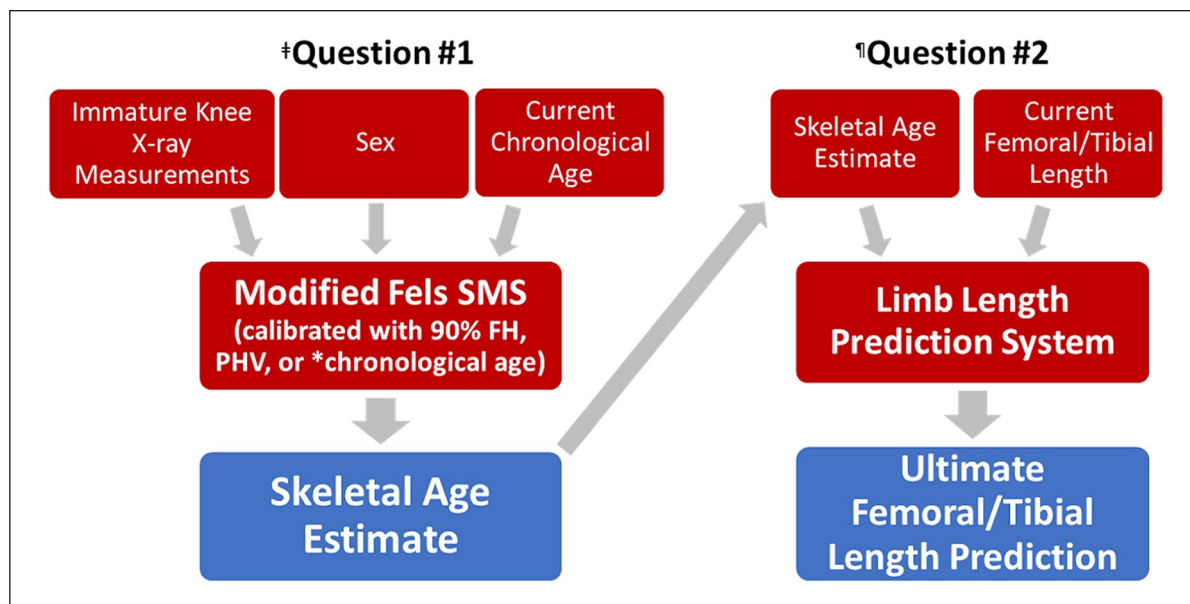 ‡Question #1
Immature Knee
X-ray
Measurements
Sex
Current
Chronological
Age
Modified Fels SMS
(calibrated with 90% FH,
PHV, or *chronological age)
Skeletal Age
Estimate
¶Question #2
Skeletal Age
Estimate
Current
Femoral/Tibial
Length
Limb Length
Prediction System
Ultimate
Femoral/Tibial
Length Prediction